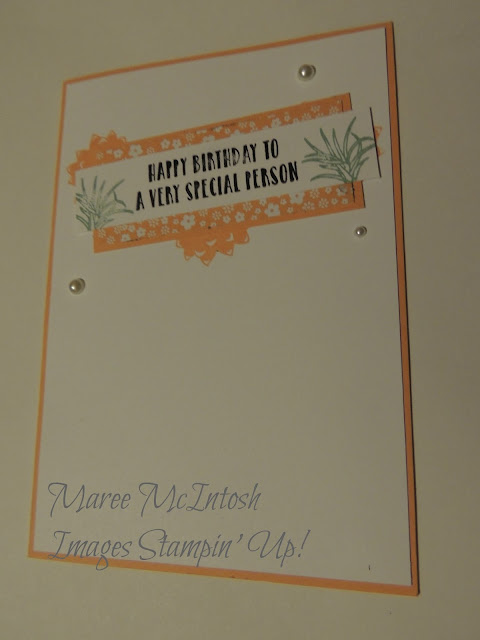 HAPPY BIRTHDAY TO
A VERY SPECIAL PERSON
Maree McIntosh
Images Stampin' Up!